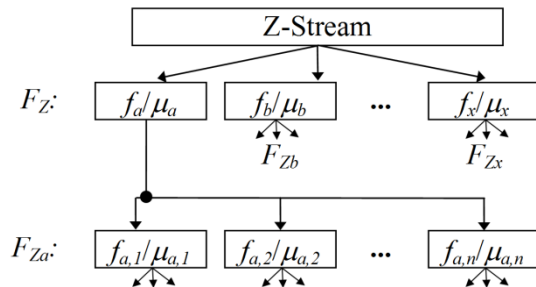 Z-Stream
F_Z: f_a/μ_a f_b/μ_b ... f_x/μ_x
F_Zb F_Zx
F_Za: f_a,1/μ_a,1 f_a,2/μ_a,2 ... f_a,n/μ_a,n